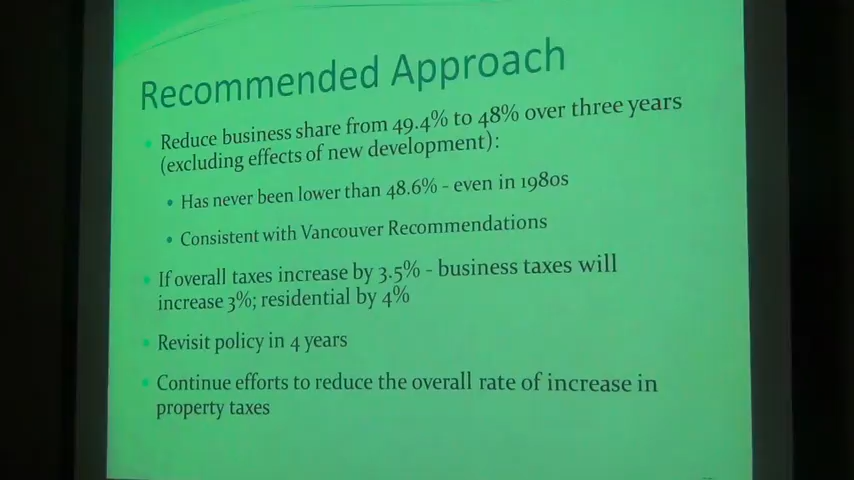 Recommended Approach
Reduce business share from 49.4% to 48% over three years
(excluding effects of new development):
Has never been lower than 48.6% - even in 1980s
Consistent with Vancouver Recommendations
If overall taxes increase by 3.5% - business taxes will
increase 3%; residential by 4%
Revisit policy in 4 years
Continue efforts to reduce the overall rate of increase in
property taxes